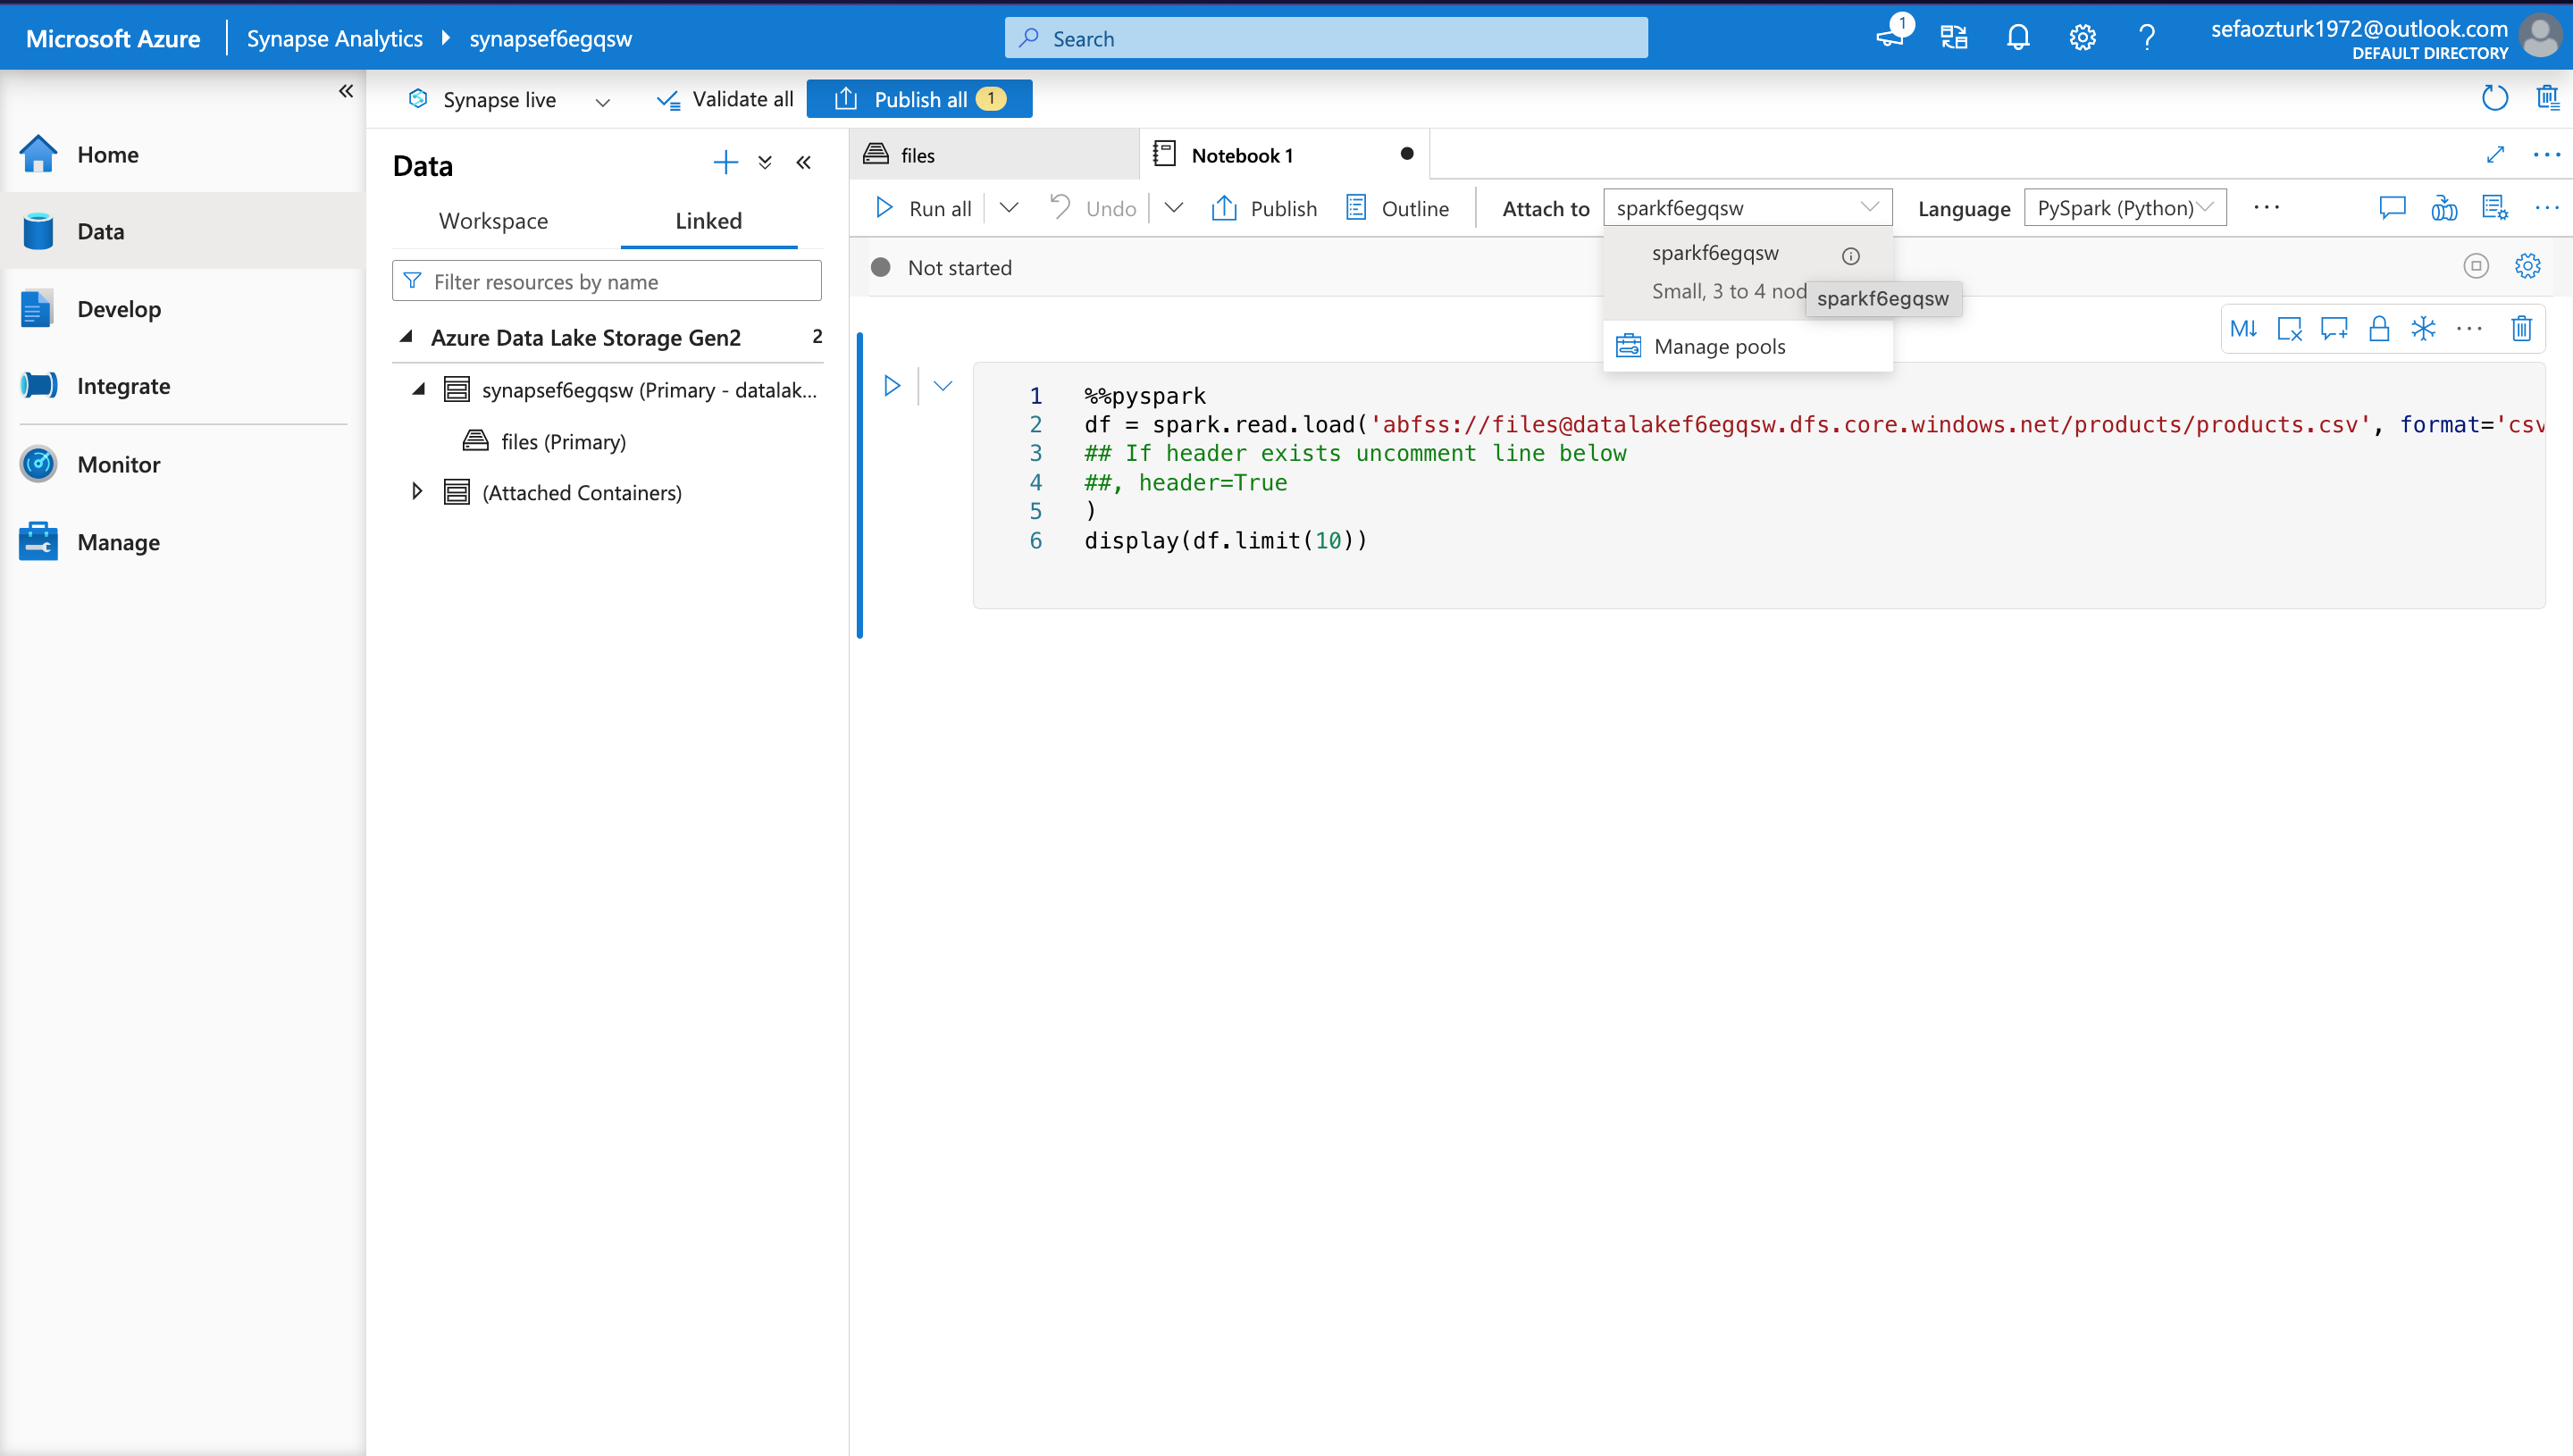 Microsoft Azure
Synapse Analytics
synapsef6egqsw
Search
1
sefaozturk1972@outlook.com
DEFAULT DIRECTORY
Synapse live
Validate all
Publish all
1
Home
Data
Develop
Integrate
Monitor
Manage
Data
Workspace
Linked
Filter resources by name
Azure Data Lake Storage Gen2
2
synapsef6egqsw (Primary - datalak...
files (Primary)
(Attached Containers)
files
Notebook 1
Run all
Undo
Publish
Outline
Attach to
sparkf6egqsw
Language
PySpark (Python)
Not started
sparkf6egqsw
Small, 3 to 4 nod
sparkf6egqsw
Manage pools
M↓
1 %%pyspark
2 df = spark.read.load('abfss://files@datalakef6egqsw.dfs.core.windows.net/products/products.csv', format='csv
3 ## If header exists uncomment line below
4 ##, header=True
5 )
6 display(df.limit(10))